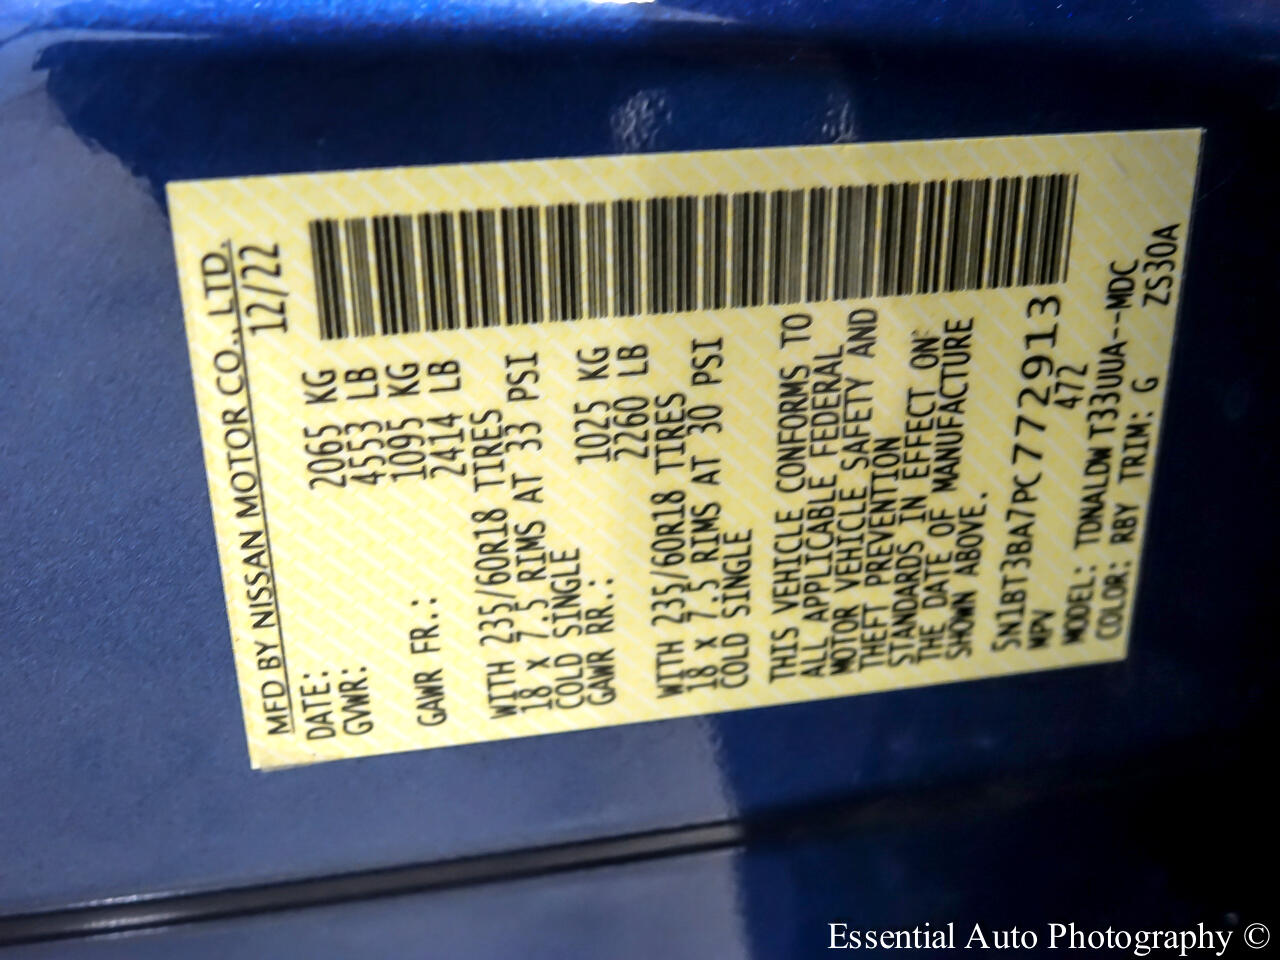 MFD BY NISSAN MOTOR CO., LTD.
DATE: 12/22
GVWR: 2065 KG
4553 LB
1095 KG
GAWR FR.: 2414 LB
WITH 235/60R18 TIRES
18 X 7.5 RIMS AT 33 PSI
COLD SINGLE
GAWR RR.: 1025 KG
2260 LB
WITH 235/60R18 TIRES
18 X 7.5 RIMS AT 30 PSI
COLD SINGLE
THIS VEHICLE CONFORMS TO
ALL APPLICABLE FEDERAL
MOTOR VEHICLE SAFETY AND
THEFT PREVENTION
STANDARDS IN EFFECT ON
THE DATE OF MANUFACTURE
SHOWN ABOVE.
5N1BT3BA7PC772913
MPV 472
MODEL: TDNALDWT33UUA--MDC
COLOR: RBY TRIM: G ZS30A
Essential Auto Photography ©